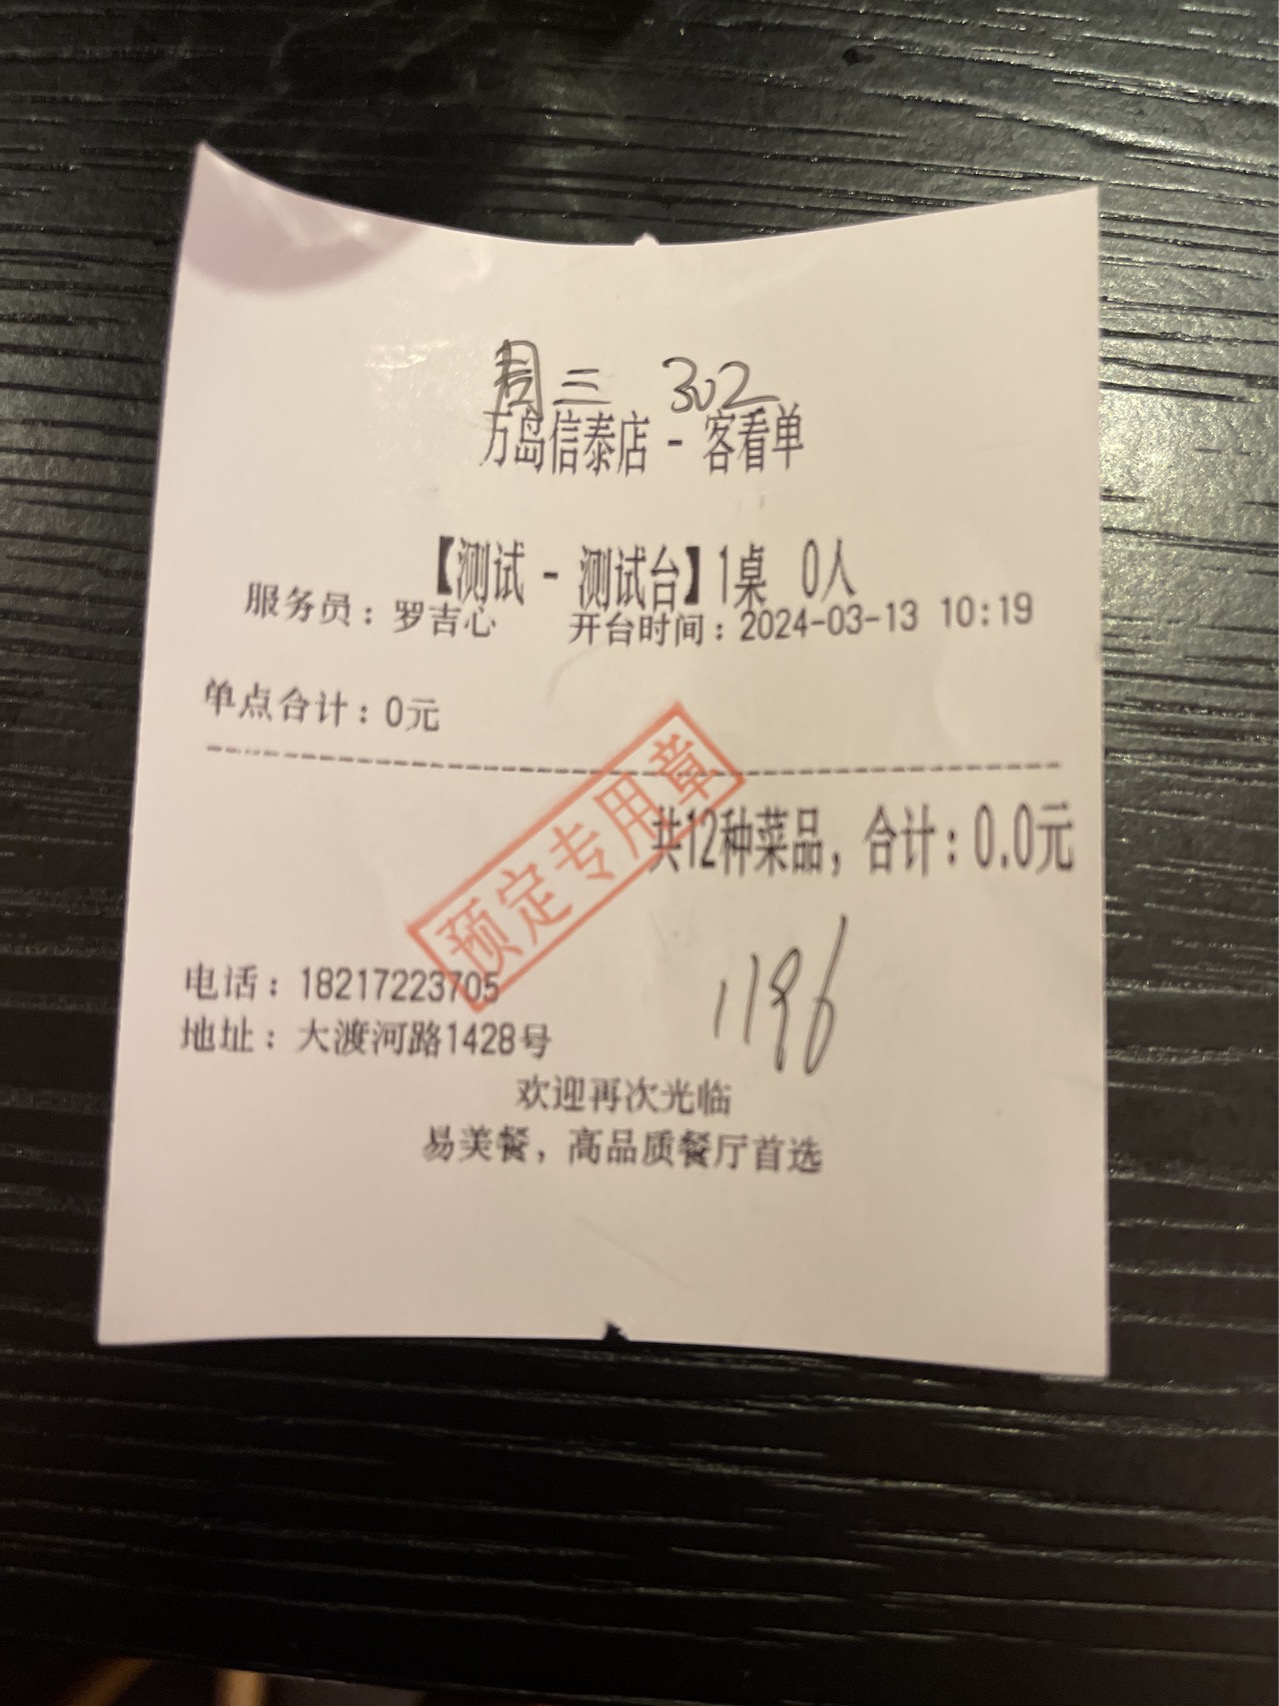 周三 302
万岛信泰店 - 客看单
【测试 - 测试台】1桌 0人
服务员：罗吉心 开台时间：2024-03-13 10:19
单点合计：0元
共12种菜品，合计：0.0元
预定专用章
1196
电话：18217223705
地址：大渡河路1428号
欢迎再次光临
易美餐，高品质餐厅首选